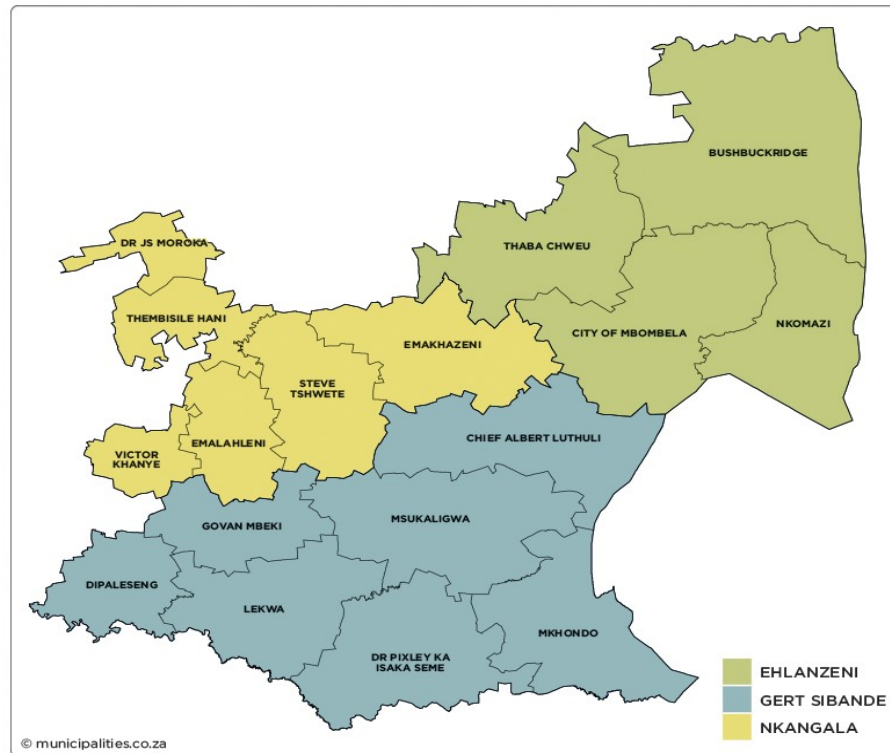 BUSHBUCKRIDGE
DR JS MOROKA
THABA CHWEU
THEMBISILE HANI
NKOMAZI
CITY OF MBOMBELA
EMAKHAZENI
STEVE
TSHWETE
CHIEF ALBERT LUTHULI
EMALAHLENI
VICTOR
KHANYE
MSUKALIGWA
GOVAN MBEKI
DIPALESENG
LEKWA
MKHONDO
DR PIXLEY KA
ISAKA SEME
EHLANZENI
GERT SIBANDE
NKANGALA
© municipalities.co.za